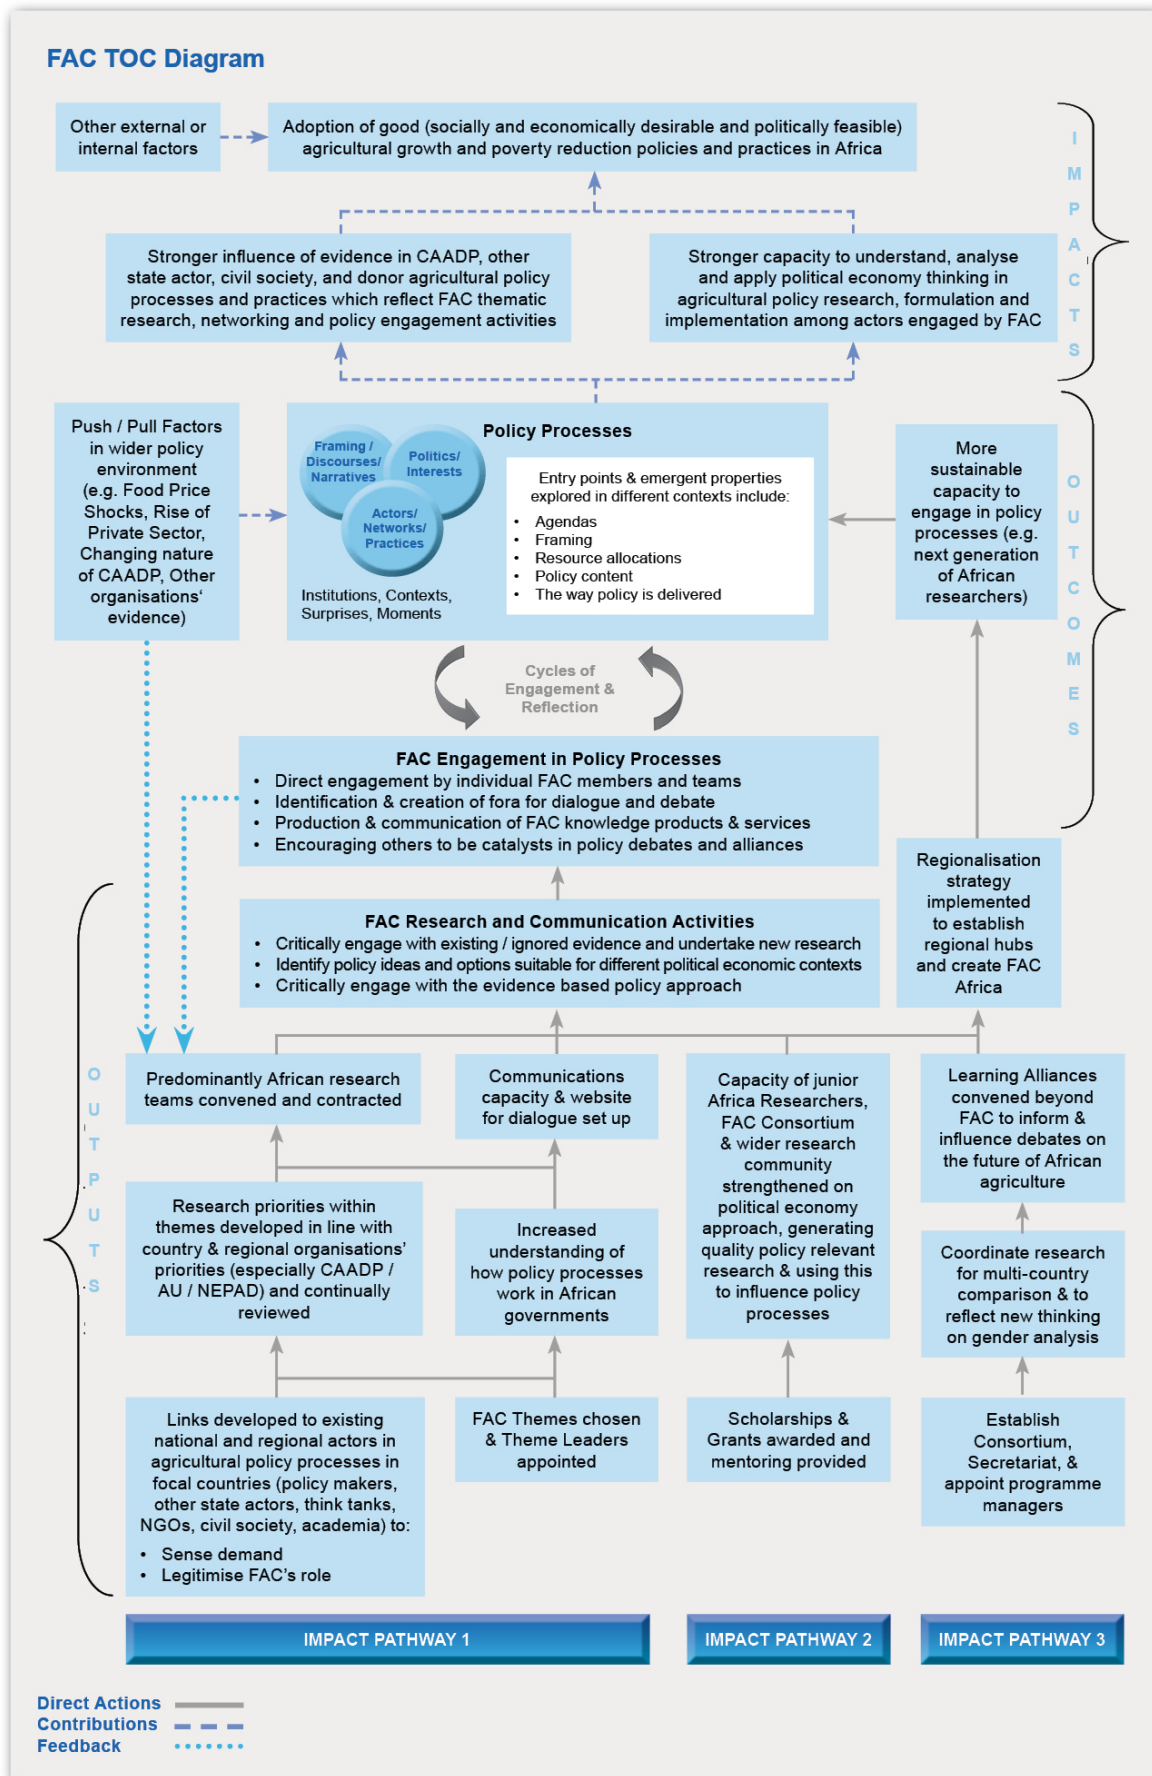 FAC TOC Diagram
Other external or
internal factors
Adoption of good (socially and economically desirable and politically feasible)
agricultural growth and poverty reduction policies and practices in Africa
I
M
P
A
C
T
S
Stronger influence of evidence in CAADP, other
state actor, civil society, and donor agricultural policy
processes and practices which reflect FAC thematic
research, networking and policy engagement activities
Stronger capacity to understand, analyse
and apply political economy thinking in
agricultural policy research, formulation and
implementation among actors engaged by FAC
Push / Pull Factors
in wider policy
environment
(e.g. Food Price
Shocks, Rise of
Private Sector,
Changing nature
of CAADP, Other
organisations‘
evidence)
Policy Processes
Framing /
Discourses/
Narratives
Politics/
Interests
Actors/
Networks/
Practices
Institutions, Contexts,
Surprises, Moments
Entry points & emergent properties
explored in different contexts include:
• Agendas
• Framing
• Resource allocations
• Policy content
• The way policy is delivered
More
sustainable
capacity to
engage in policy
processes (e.g.
next generation
of African
researchers)
O
U
T
C
O
M
E
S
Cycles of
Engagement &
Reflection
FAC Engagement in Policy Processes
• Direct engagement by individual FAC members and teams
• Identification & creation of fora for dialogue and debate
• Production & communication of FAC knowledge products & services
• Encouraging others to be catalysts in policy debates and alliances
Regionalisation
strategy
implemented
to establish
regional hubs
and create FAC
Africa
FAC Research and Communication Activities
• Critically engage with existing / ignored evidence and undertake new research
• Identify policy ideas and options suitable for different political economic contexts
• Critically engage with the evidence based policy approach
O
U
T
P
U
T
S
Predominantly African research
teams convened and contracted
Communications
capacity & website
for dialogue set up
Capacity of junior
Africa Researchers,
FAC Consortium
& wider research
community
strengthened on
political economy
approach, generating
quality policy relevant
research & using this
to influence policy
processes
Learning Alliances
convened beyond
FAC to inform &
influence debates on
the future of African
agriculture
Research priorities within
themes developed in line with
country & regional organisations’
priorities (especially CAADP /
AU / NEPAD) and continually
reviewed
Increased
understanding of
how policy processes
work in African
governments
Coordinate research
for multi-country
comparison & to
reflect new thinking
on gender analysis
Links developed to existing
national and regional actors in
agricultural policy processes in
focal countries (policy makers,
other state actors, think tanks,
NGOs, civil society, academia) to:
• Sense demand
• Legitimise FAC’s role
FAC Themes chosen
& Theme Leaders
appointed
Scholarships &
Grants awarded and
mentoring provided
Establish
Consortium,
Secretariat, &
appoint programme
managers
IMPACT PATHWAY 1
IMPACT PATHWAY 2
IMPACT PATHWAY 3
Direct Actions
Contributions
Feedback